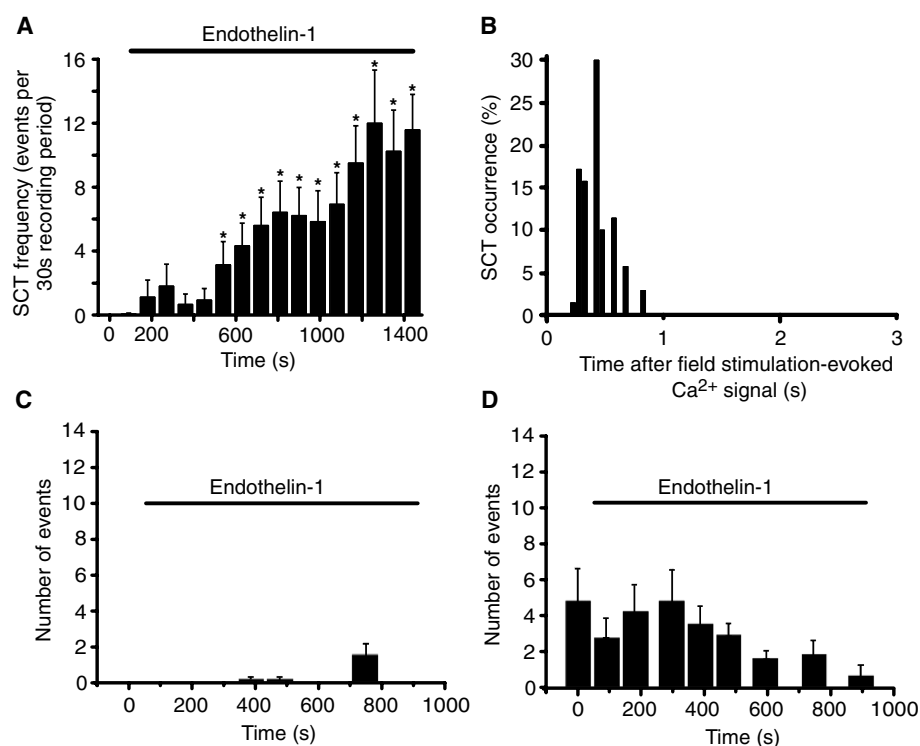 A
Endothelin-1
SCT frequency (events per
30s recording period)
16
12
8
4
0
* * * * * * * * * * *
0 200 600 1000 1400
Time (s)
B
SCT occurrence (%)
30
25
20
15
10
5
0
0 1 2 3
Time after field stimulation-evoked
Ca2+ signal (s)
C
Endothelin-1
Number of events
14
12
10
8
6
4
2
0
0 200 400 600 800 1000
Time (s)
D
Endothelin-1
Number of events
14
12
10
8
6
4
2
0
0 200 400 600 800 1000
Time (s)